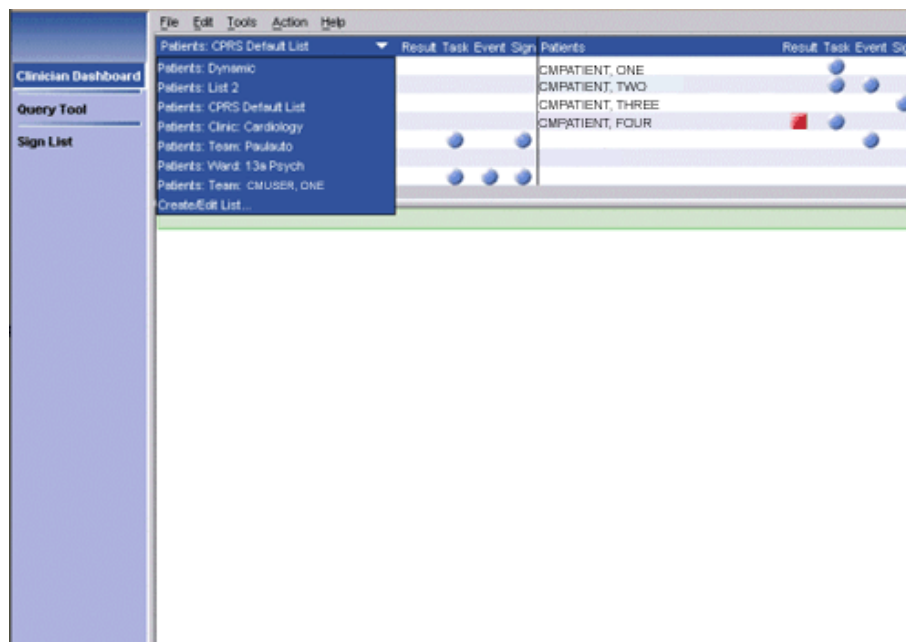 File Edit Tools Action Help
Patients: CPRS Default List Result Task Event Sign Patients Result Task Event Sig
Clinician Dashboard
Query Tool
Sign List
Patients: Dynamic
Patients: List 2
Patients: CPRS Default List
Patients: Clinic: Cardiology
Patients: Team: Paulauto
Patients: Ward: 13a Psych
Patients: Team: CMUSER, ONE
Create/Edit List...
CMPATIENT, ONE
CMPATIENT, TWO
CMPATIENT, THREE
CMPATIENT, FOUR